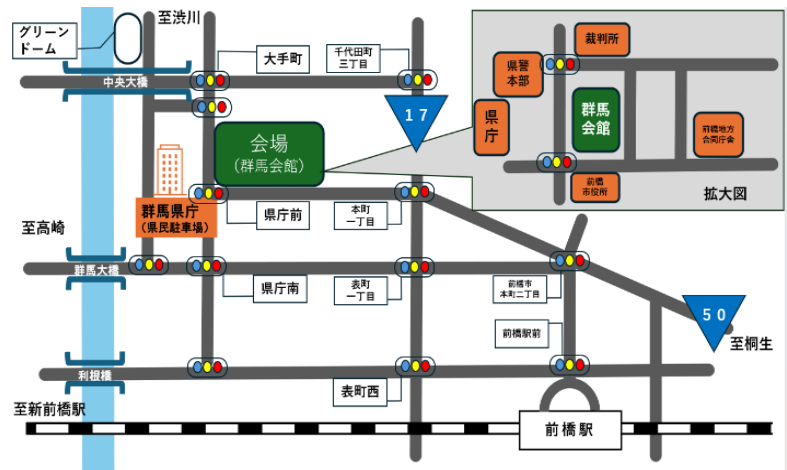 至渋川
グリーン
ドーム
大手町
千代田町
三丁目
中央大橋
17
会場
(群馬会館)
裁判所
県警
本部
県庁
群馬
会館
前橋地方
合同庁舎
前橋
市役所
拡大図
群馬県庁
(県民駐車場)
県庁前
本町
一丁目
至高崎
群馬大橋
県庁南
表町
一丁目
前橋市
本町二丁目
50
前橋駅前
至桐生
利根橋
表町西
至新前橋駅
前橋駅